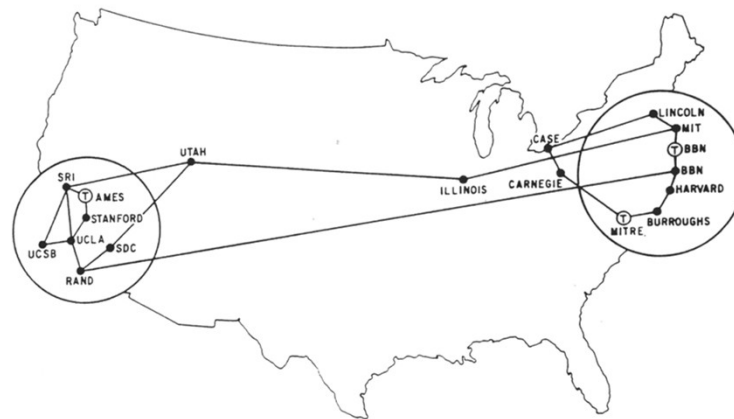 LINCOLN
MIT
CASE
T BBN
UTAH
BBN
SRI
CARNEGIE
ILLINOIS
HARVARD
T AMES
STANFORD
BURROUGHS
T
MITRE
UCLA
SDC
UCSB
RAND